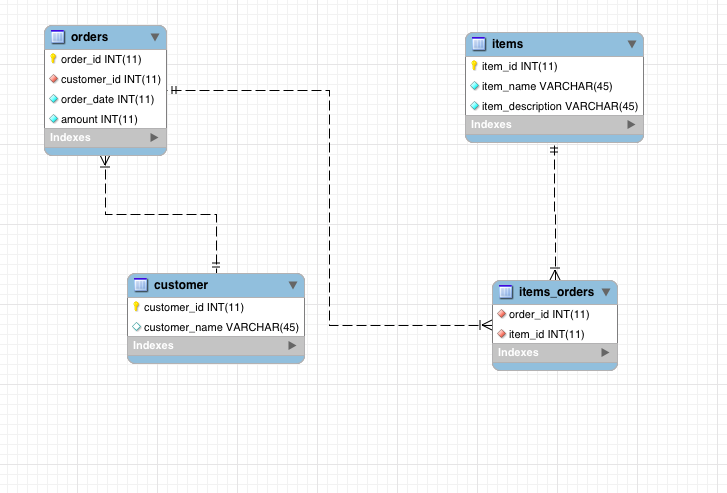 orders
order_id INT(11)
customer_id INT(11)
order_date INT(11)
amount INT(11)
Indexes
items
item_id INT(11)
item_name VARCHAR(45)
item_description VARCHAR(45)
Indexes
customer
customer_id INT(11)
customer_name VARCHAR(45)
Indexes
items_orders
order_id INT(11)
item_id INT(11)
Indexes